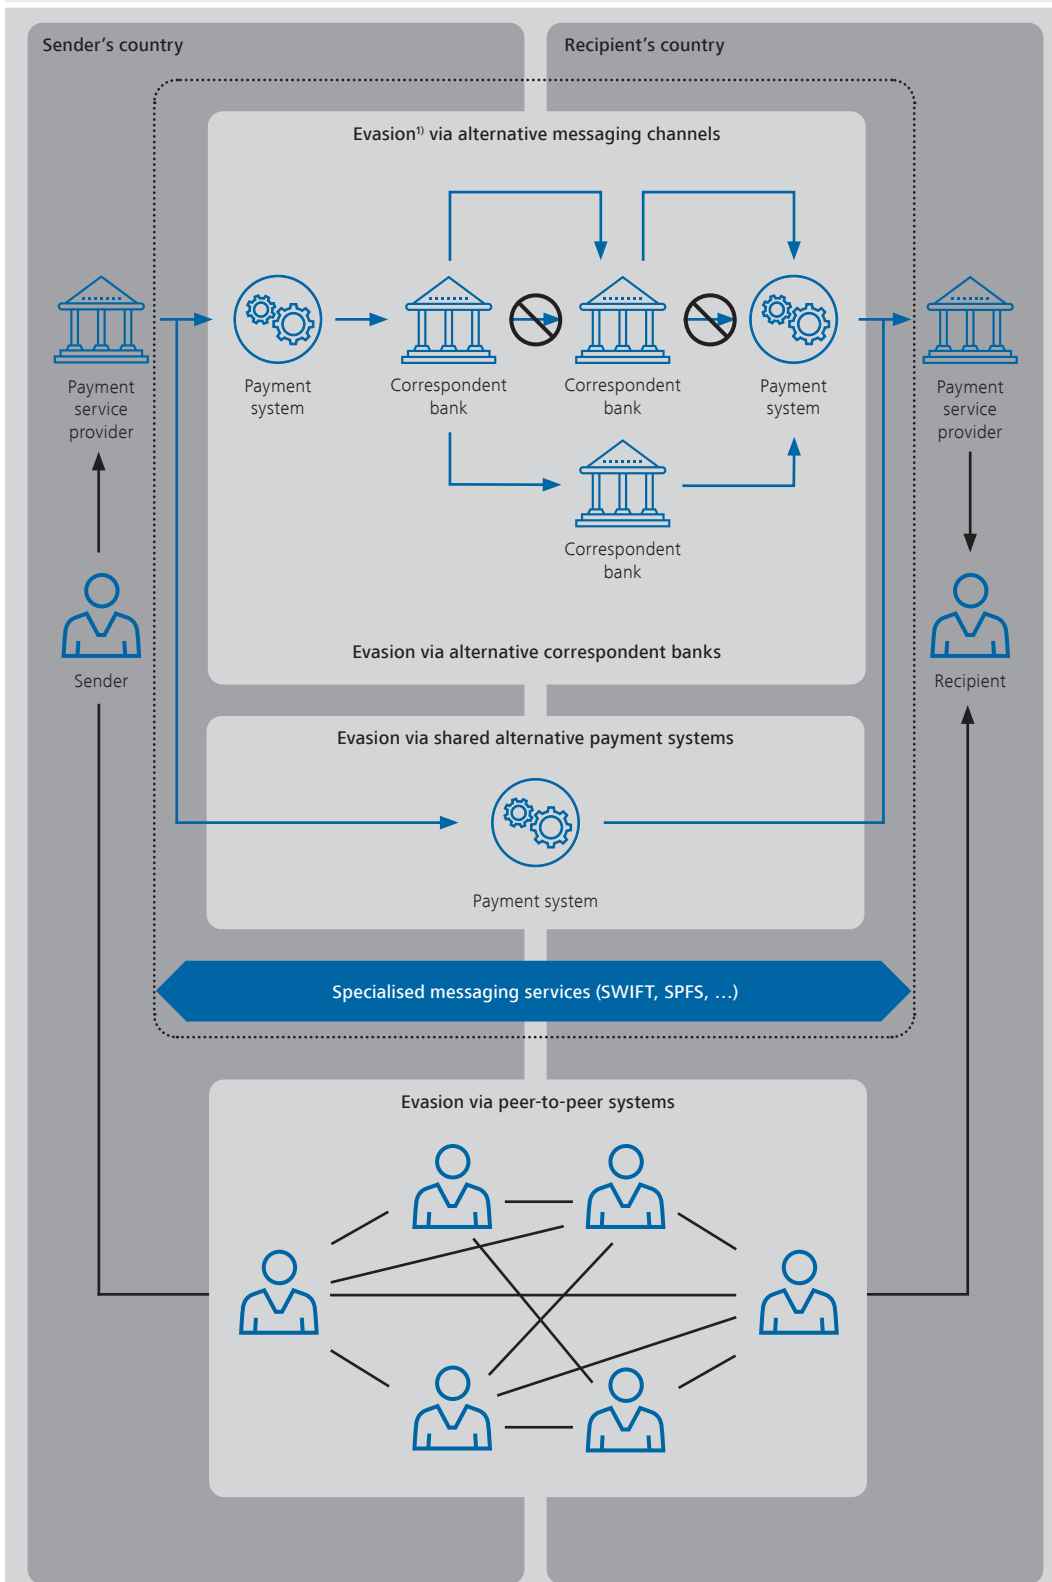 Sender’s country
Recipient’s country
Evasion¹⁾ via alternative messaging channels
Payment
service
provider
Payment
system
Correspondent
bank
Correspondent
bank
Payment
system
Payment
service
provider
Correspondent
bank
Sender
Recipient
Evasion via alternative correspondent banks
Evasion via shared alternative payment systems
Payment system
Specialised messaging services (SWIFT, SPFS, …)
Evasion via peer-to-peer systems